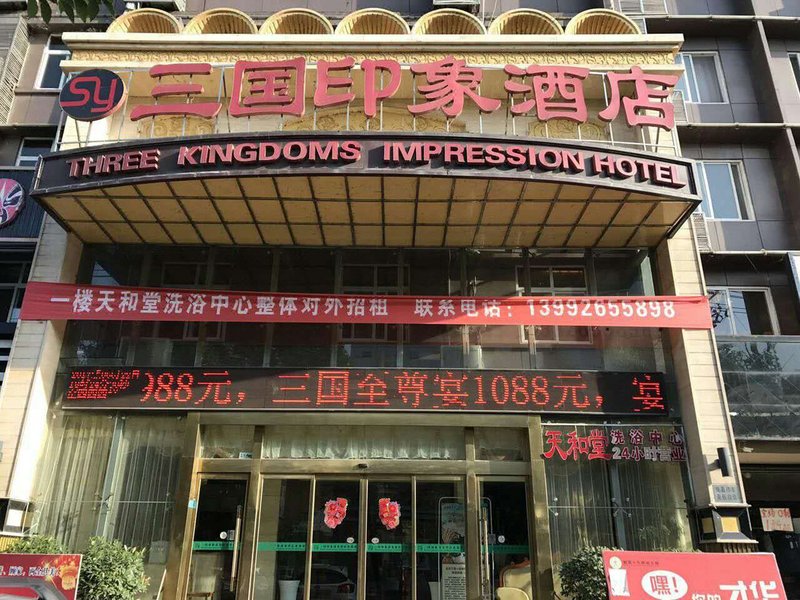 SY 三国印象酒店
THREE KINGDOMS IMPRESSION HOTEL
一楼天和堂洗浴中心整体对外招租 联系电话：13992655898
988元，三国至尊宴1088元，宴
天和堂 洗浴中心
24小时营业
嘿！
才华